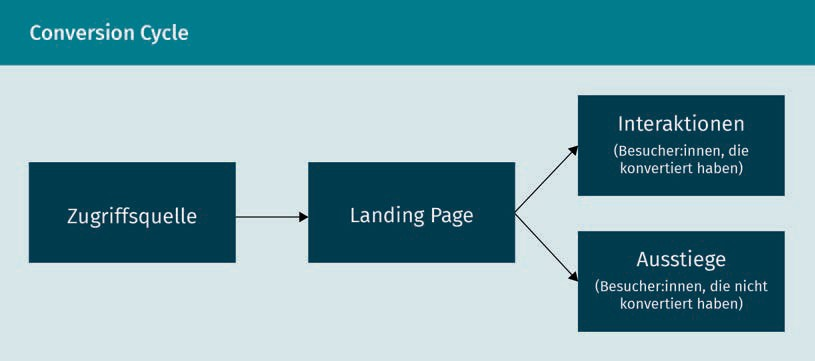 Conversion Cycle
Zugriffsquelle
Landing Page
Interaktionen
(Besucher:innen, die
konvertiert haben)
Ausstiege
(Besucher:innen, die nicht
konvertiert haben)